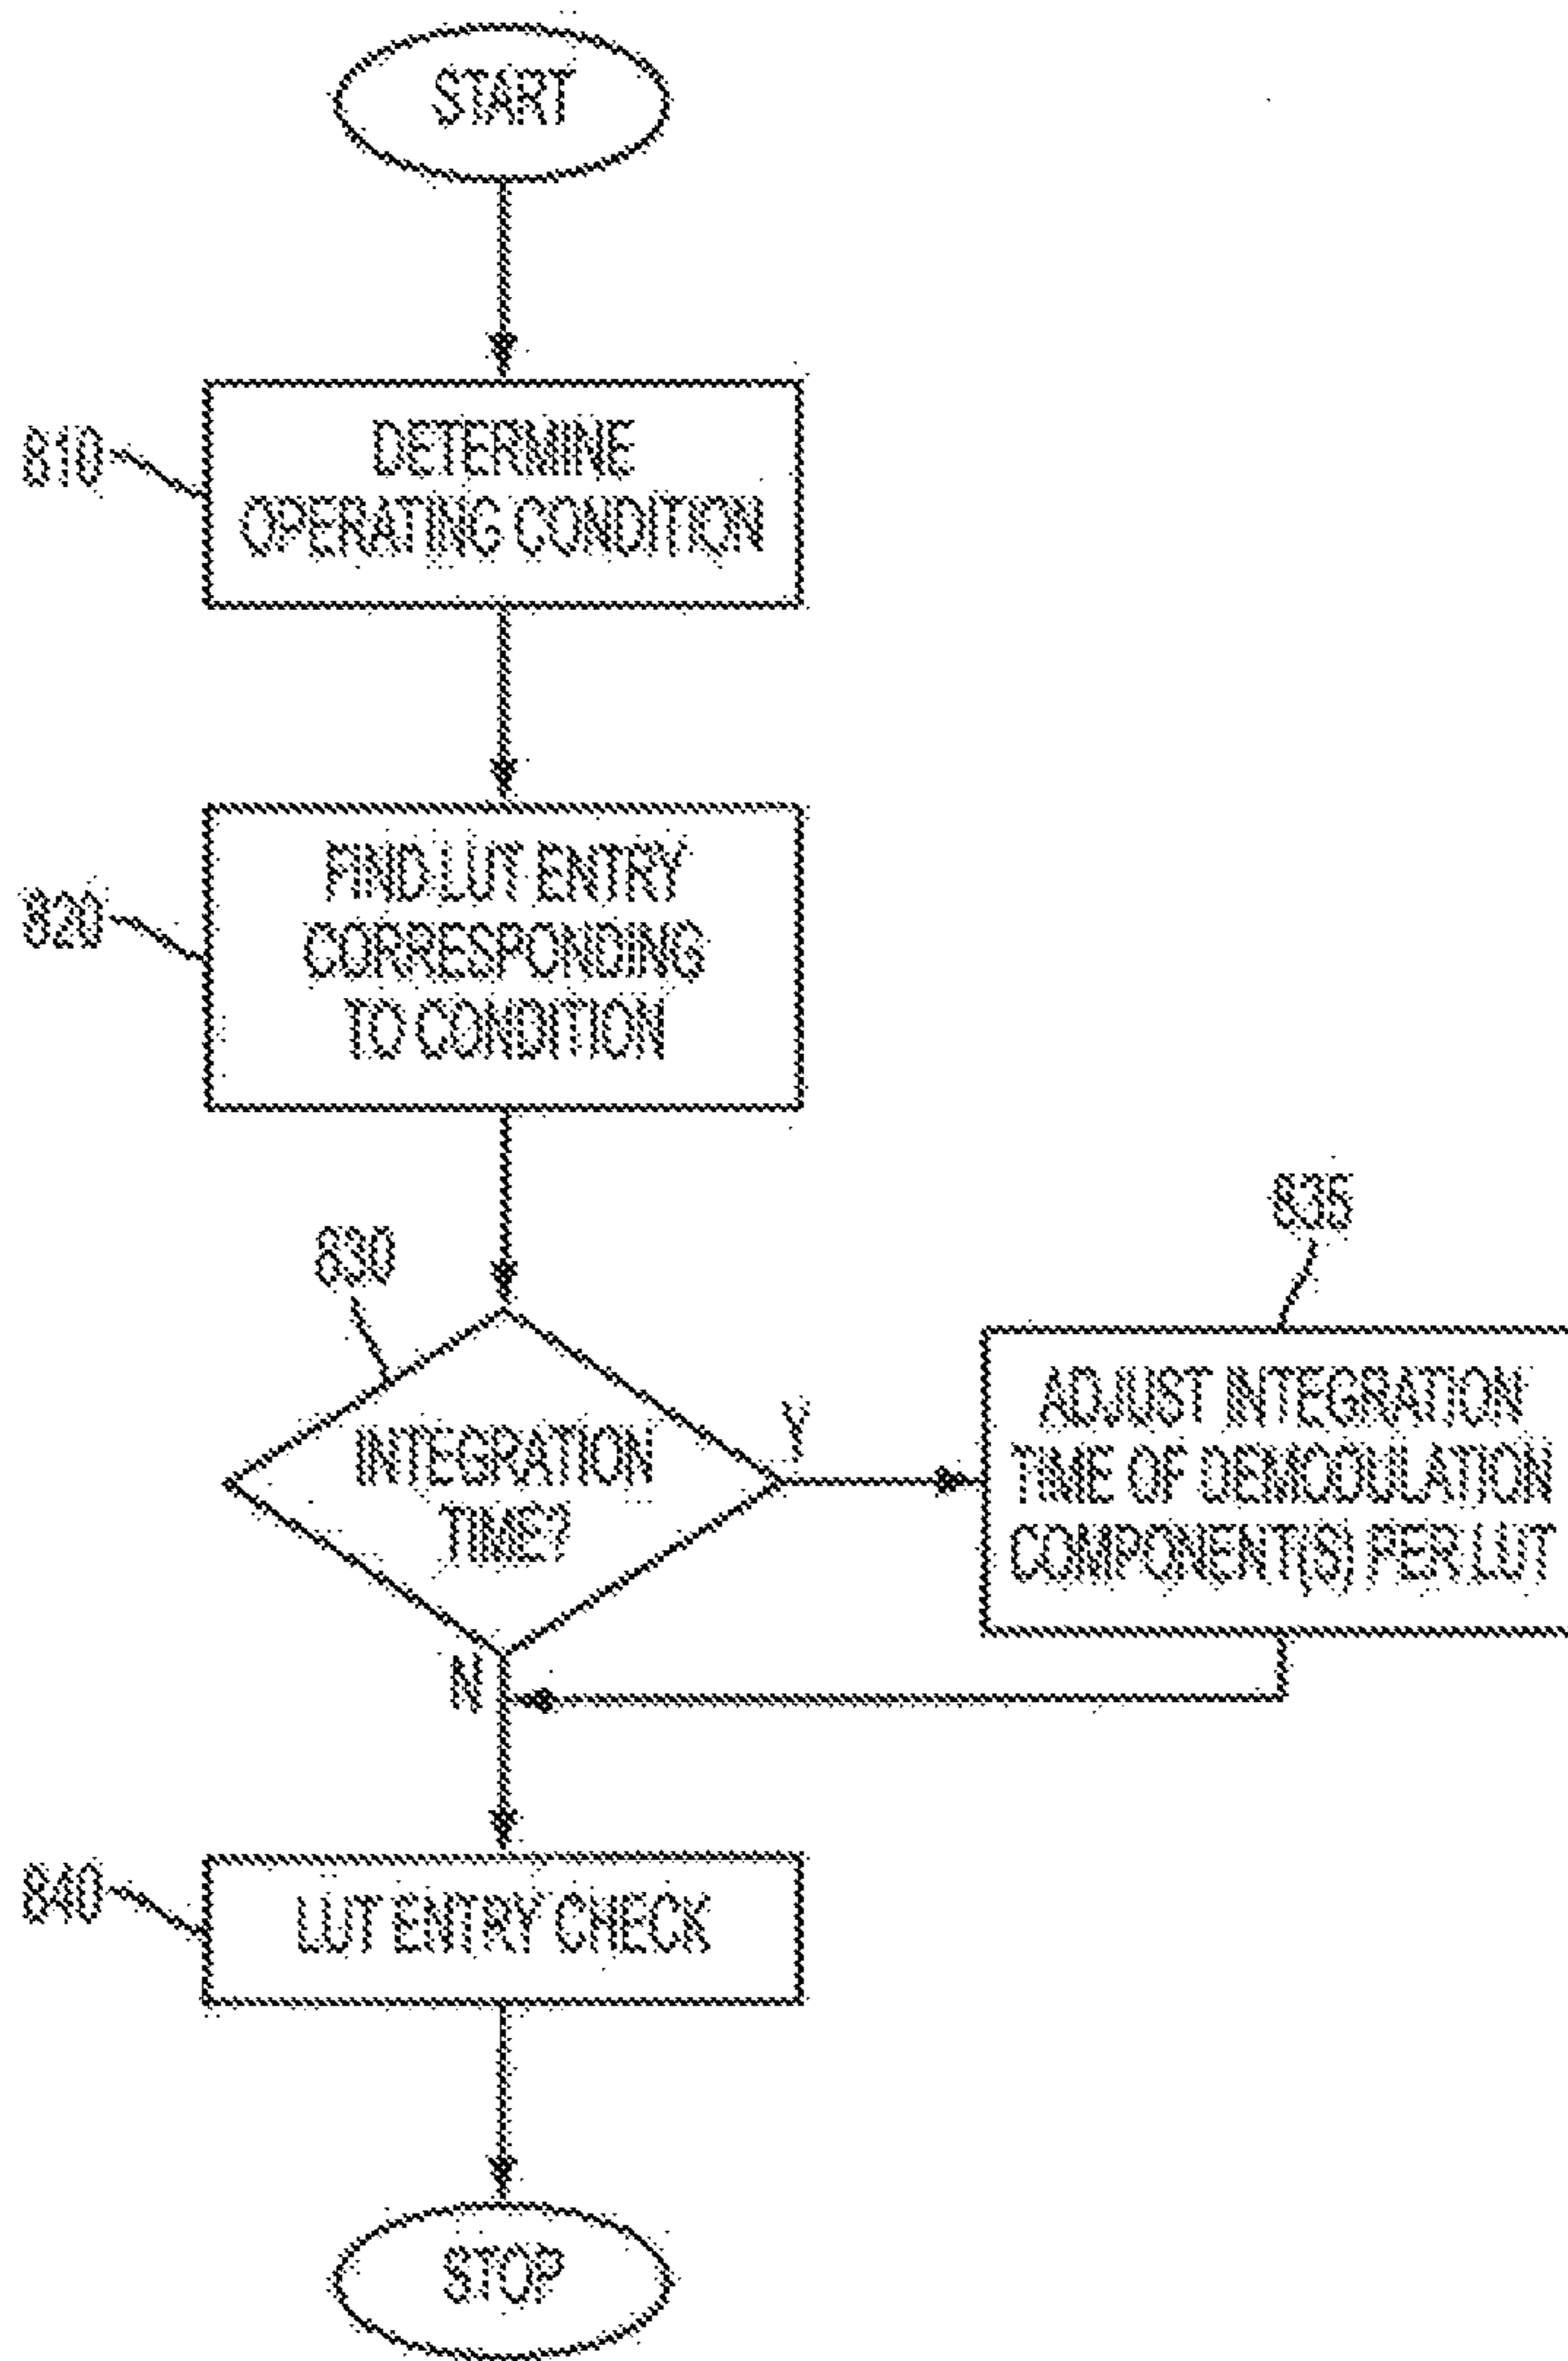 START
810
DETERMINE
OPERATING CONDITION
820
FIND LUT ENTRY
CORRESPONDING
TO CONDITION
830
INTEGRATION
TIME?
Y
N
835
ADJUST INTEGRATION
TIME OF DEMODULATION
COMPONENT(S) PER LUT
840
LUT ENTRY CHECK
STOP